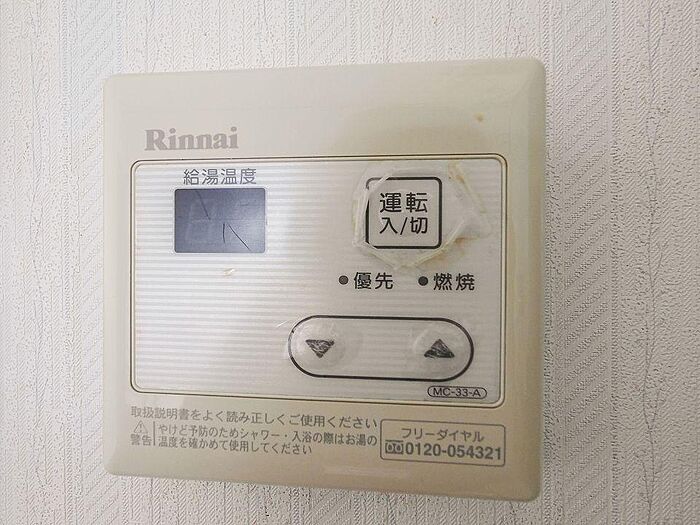 Rinnai
給湯温度
運転
入/切
優先
燃焼
▼
▲
MC-33-A
取扱説明書をよく読み正しくご使用ください
警告
やけど予防のためシャワー・入浴の際はお湯の
温度を確かめて使用してください
フリーダイヤル
0120-054321